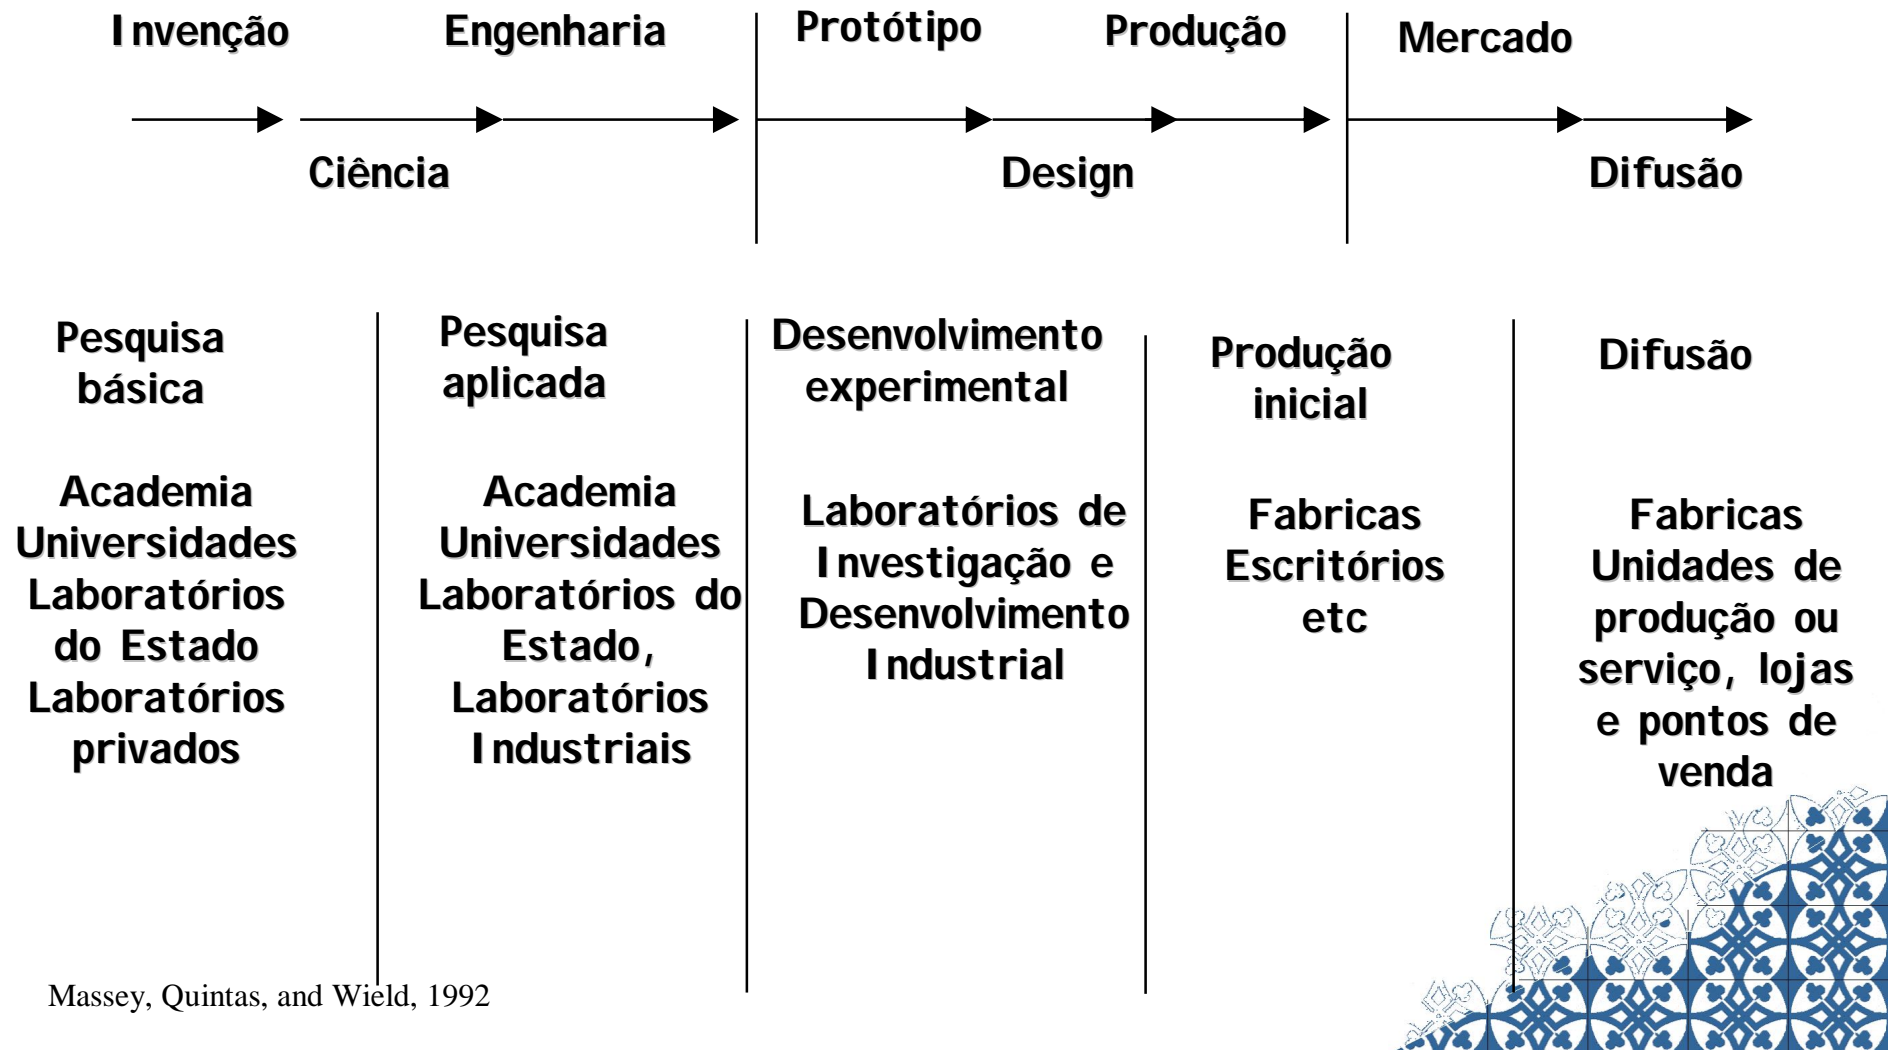 Invenção
Engenharia
Protótipo
Produção
Mercado
Ciência
Design
Difusão
Pesquisa
básica
Academia
Universidades
Laboratórios
do Estado
Laboratórios
privados
Pesquisa
aplicada
Academia
Universidades
Laboratórios do
Estado,
Laboratórios
Industriais
Desenvolvimento
experimental
Laboratórios de
Investigação e
Desenvolvimento
Industrial
Produção
inicial
Fabricas
Escritórios
etc
Difusão
Fabricas
Unidades de
produção ou
serviço, lojas
e pontos de
venda
Massey, Quintas, and Wield, 1992